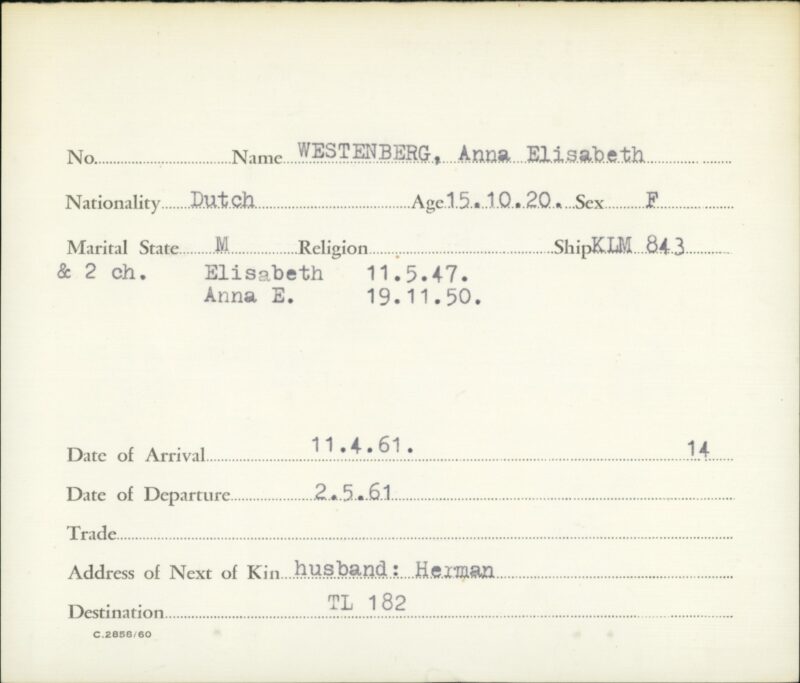 No. Name WESTENBERG, Anna Elisabeth
Nationality Dutch Age 15.10.20. Sex F
Marital State M Religion Ship KLM 843
& 2 ch. Elisabeth 11.5.47.
Anna E. 19.11.50.
Date of Arrival 11.4.61. 14
Date of Departure 2.5.61
Trade
Address of Next of Kin husband: Herman
Destination TL 182
C.2858/60